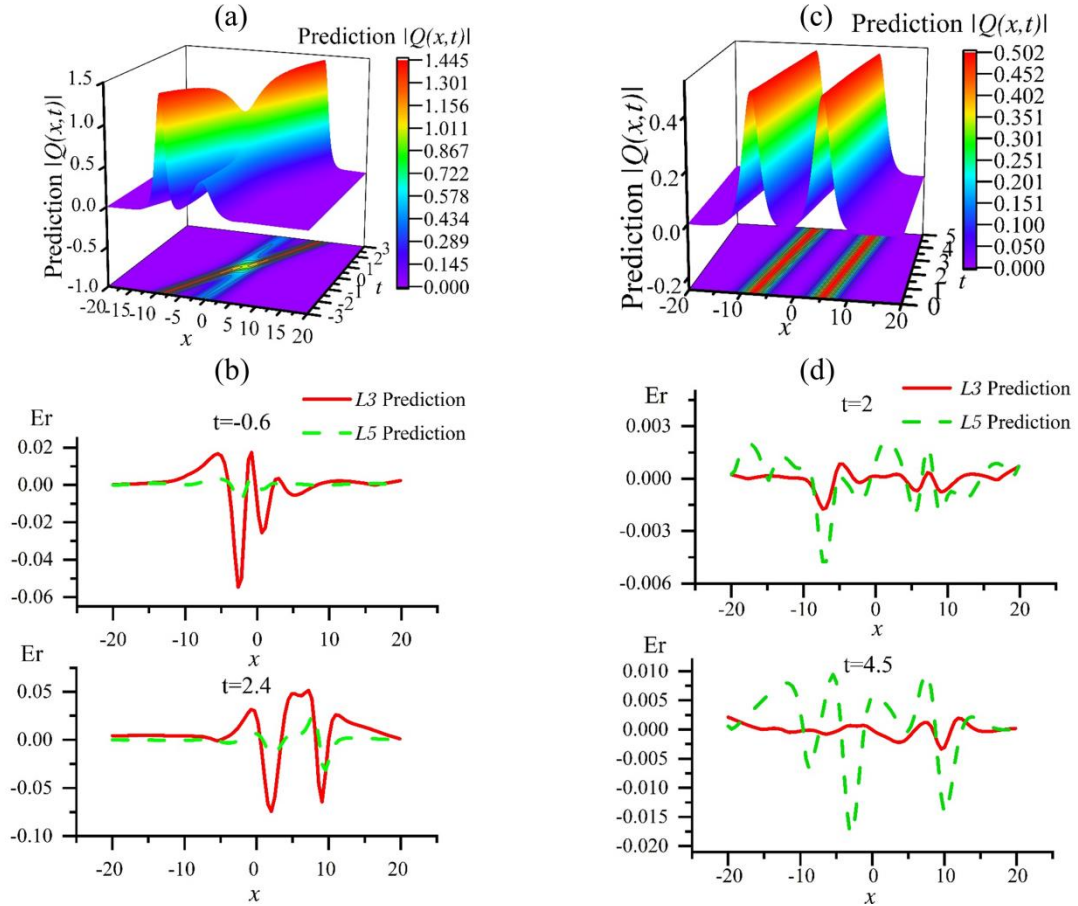 (a)
Prediction |Q(x,t)|
1.445
1.301
1.156
1.011
0.867
0.722
0.578
0.434
0.289
0.145
0.000
Prediction |Q(x,t)|
1.5
1.0
0.5
0.0
-0.5
-1.0
-20 -15 -10 -5 0 5 10 15 20
x
-3 -2 -1 0 1 2 3
t
(c)
Prediction |Q(x,t)|
0.502
0.452
0.402
0.351
0.301
0.251
0.201
0.151
0.100
0.050
0.000
Prediction |Q(x,t)|
0.4
0.2
0.0
-0.2
-20 -10 0 10 20
x
0 1 2 3 4 5
t
(b)
L3 Prediction
L5 Prediction
t=-0.6
Er
0.02
0.00
-0.02
-0.04
-0.06
-20 -10 0 10 20
x
Er
t=2.4
0.05
0.00
-0.05
-0.10
-20 -10 0 10 20
x
(d)
L3 Prediction
L5 Prediction
t=2
Er
0.003
0.000
-0.003
-0.006
-20 -10 0 10 20
x
Er
t=4.5
0.010
0.005
0.000
-0.005
-0.010
-0.015
-0.020
-20 -10 0 10 20
x